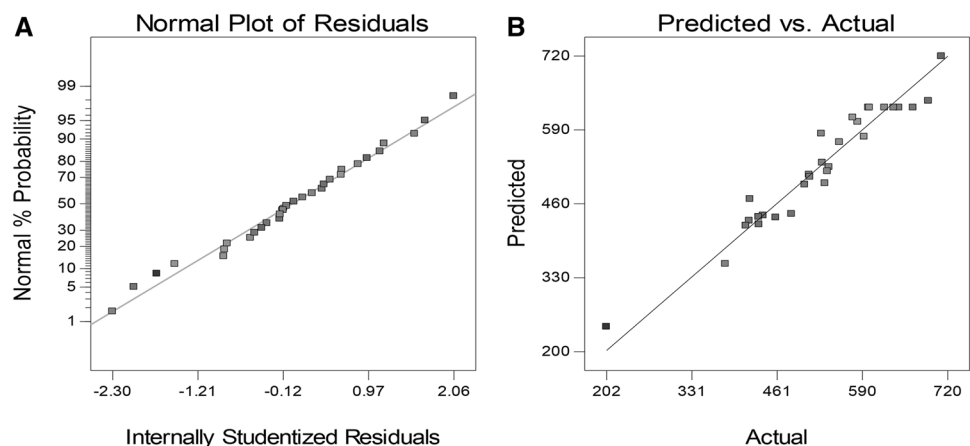 A
Normal Plot of Residuals
Normal % Probability
99
95
90
80
70
50
30
20
10
5
1
-2.30 -1.21 -0.12 0.97 2.06
Internally Studentized Residuals
B
Predicted vs. Actual
Predicted
720
590
460
330
200
202 331 461 590 720
Actual